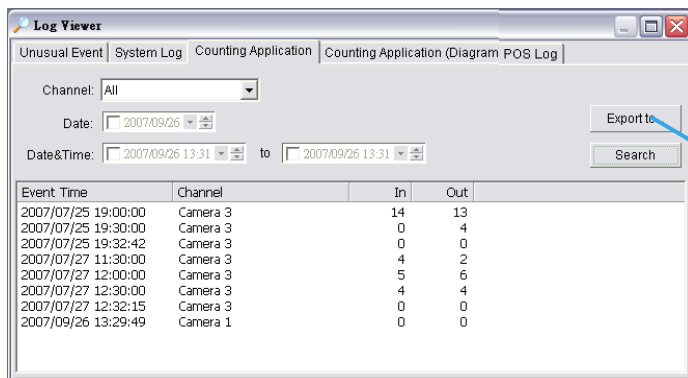 Log Viewer
Unusual Event System Log Counting Application Counting Application (Diagram POS Log
Channel: All
Date: 2007/09/26
Export to...
Date&Time: 2007/09/26 13:31 to 2007/09/26 13:31
Search
Event Time Channel In Out
2007/07/25 19:00:00 Camera 3 14 13
2007/07/25 19:30:00 Camera 3 0 4
2007/07/25 19:32:42 Camera 3 0 0
2007/07/27 11:30:00 Camera 3 4 2
2007/07/27 12:00:00 Camera 3 5 6
2007/07/27 12:30:00 Camera 3 4 4
2007/07/27 12:32:15 Camera 3 0 0
2007/09/26 13:29:49 Camera 1 0 0